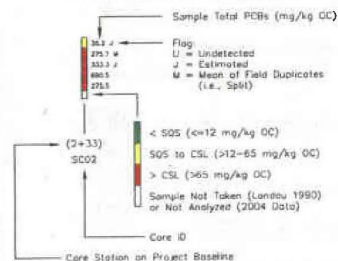 Sample Total PCBs (mg/kg OC)
36.2 J
275.7 M
333.3 J
690.5
275.5
Flag:
U = Undetected
J = Estimated
M = Mean of Field Duplicates
(i.e., Split)
< SQS (<=12 mg/kg OC)
SQS to CSL (>12-65 mg/kg OC)
> CSL (>65 mg/kg OC)
Sample Not Taken (Landau 1990)
or Not Analyzed (2004 Data)
(2+33)
SC02
Core ID
Core Station on Project Baseline